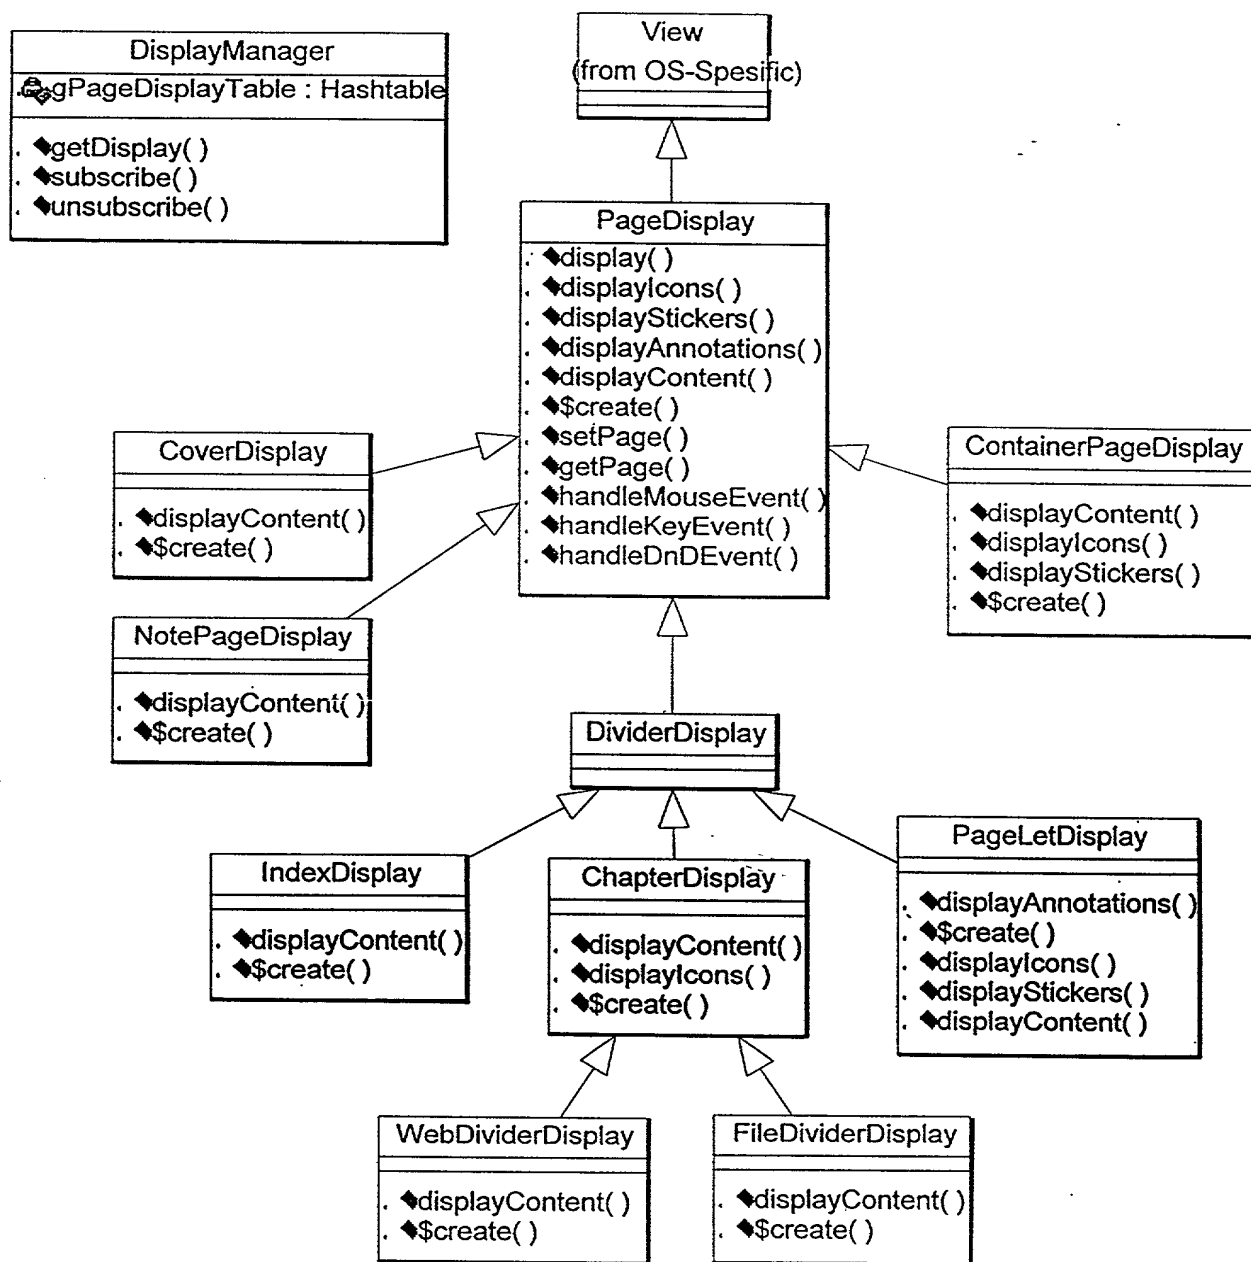 DisplayManager
gPageDisplayTable : Hashtable
getDisplay( )
subscribe( )
unsubscribe( )
View
(from OS-Spesific)
PageDisplay
display( )
displayIcons( )
displayStickers( )
displayAnnotations( )
displayContent( )
$create( )
setPage( )
getPage( )
handleMouseEvent( )
handleKeyEvent( )
handleDnDEvent( )
CoverDisplay
displayContent( )
$create( )
ContainerPageDisplay
displayContent( )
displayIcons( )
displayStickers( )
$create( )
NotePageDisplay
displayContent( )
$create( )
DividerDisplay
IndexDisplay
displayContent( )
$create( )
ChapterDisplay
displayContent( )
displayIcons( )
$create( )
PageLetDisplay
displayAnnotations( )
$create( )
displayIcons( )
displayStickers( )
displayContent( )
WebDividerDisplay
displayContent( )
$create( )
FileDividerDisplay
displayContent( )
$create( )